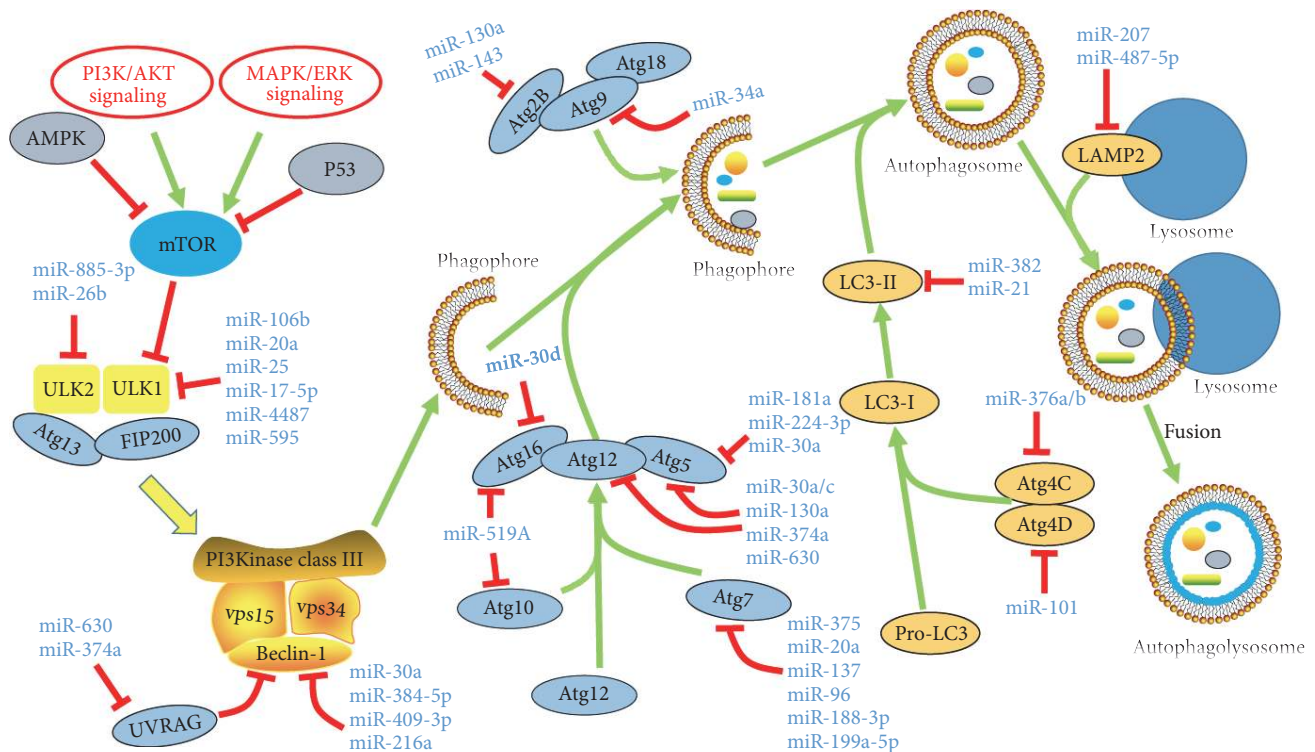 PI3K/AKT
signaling
MAPK/ERK
signaling
AMPK
P53
mTOR
miR-885-3p
miR-26b
miR-106b
miR-20a
miR-25
miR-17-5p
miR-4487
miR-595
ULK2
ULK1
Atg13
FIP200
PI3Kinase class III
vps15
vps34
Beclin-1
miR-630
miR-374a
UVRAG
miR-30a
miR-384-5p
miR-409-3p
miR-216a
miR-130a
miR-143
Atg2B
Atg9
Atg18
miR-34a
Phagophore
Phagophore
miR-30d
Atg16
Atg12
Atg5
miR-181a
miR-224-3p
miR-30a
miR-30a/c
miR-130a
miR-374a
miR-630
miR-519A
Atg10
Atg7
Atg12
miR-375
miR-20a
miR-137
miR-96
miR-188-3p
miR-199a-5p
Autophagosome
LC3-II
miR-382
miR-21
LC3-I
Pro-LC3
miR-376a/b
Atg4C
Atg4D
miR-101
miR-207
miR-487-5p
LAMP2
Lysosome
Lysosome
Fusion
Autophagolysosome